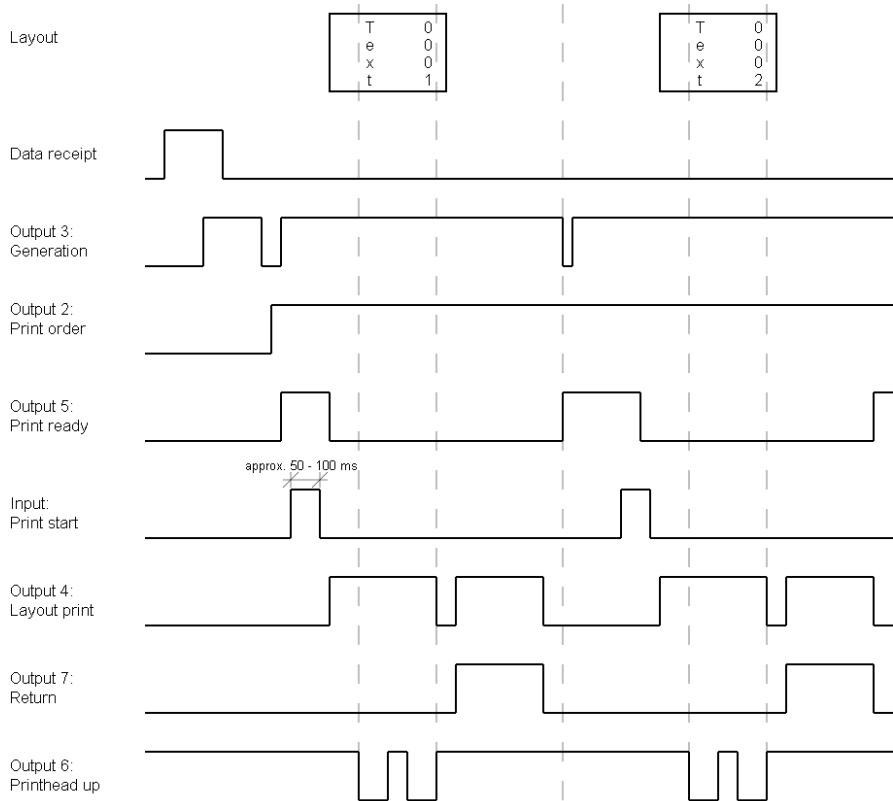 Layout
T 0
e 0
x 0
t 1
T 0
e 0
x 0
t 2
Data receipt
Output 3:
Generation
Output 2:
Print order
Output 5:
Print ready
approx. 50 - 100 ms
Input:
Print start
Output 4:
Layout print
Output 7:
Return
Output 6:
Printhead up